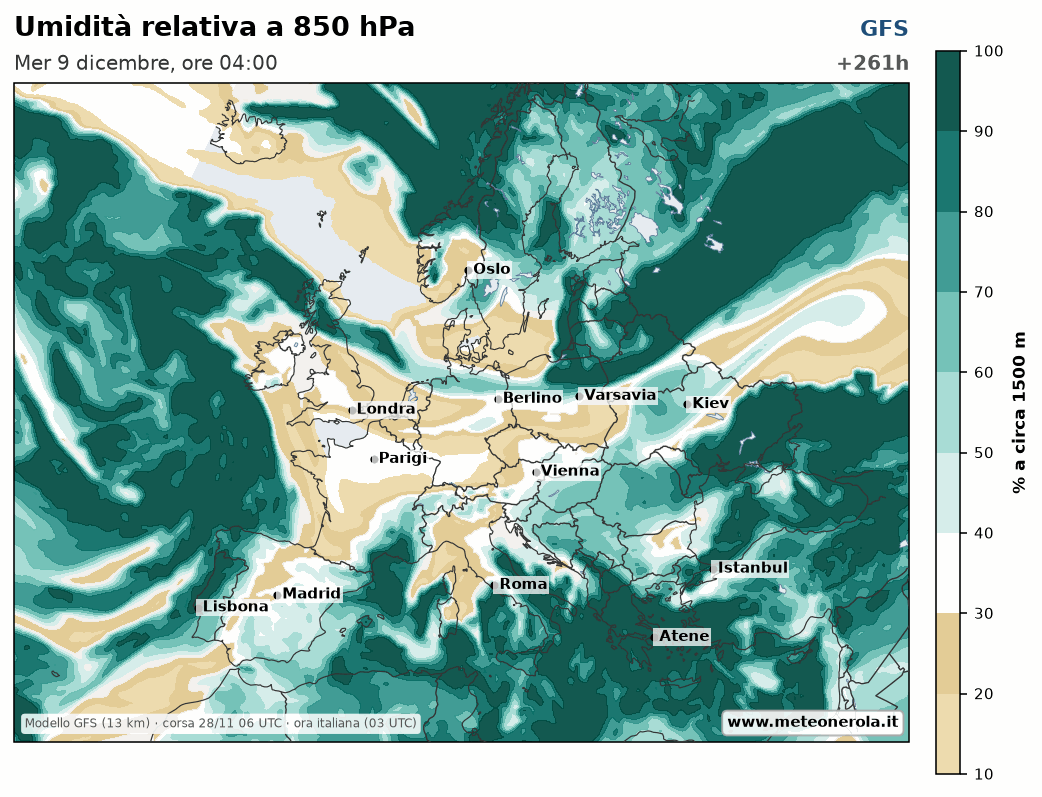 Umidità relativa a 850 hPa
GFS
Mer 9 dicembre, ore 04:00
+261h
100
90
80
70
60
50
40
30
20
10
% a circa 1500 m
Oslo
Berlino
Varsavia
Londra
Kiev
Parigi
Vienna
Istanbul
Roma
Madrid
Lisbona
Atene
Modello GFS (13 km) · corsa 28/11 06 UTC · ora italiana (03 UTC)
www.meteonerola.it